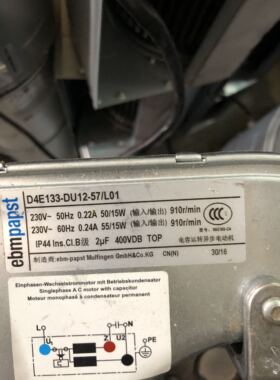 ebmpapst
D4E133-DU12-57/L01
230V~ 50Hz 0.22A 50/15W (输入/输出) 910r/min
230V~ 60Hz 0.24A 55/15W (输入/输出) 910r/min
IP44 Ins.Cl.B级 2µF 400VDB TOP 电容运转异步电动机
制造商:ebm-papst Mulfingen GmbH&Co.KG CN(N) 30/16
Einphasen-Wechselstrommotor mit Betriebskondensator
Singlephase A C motor with capacitor
Moteur monophasé à condensateur permanent
L N PE
U1 Z U2